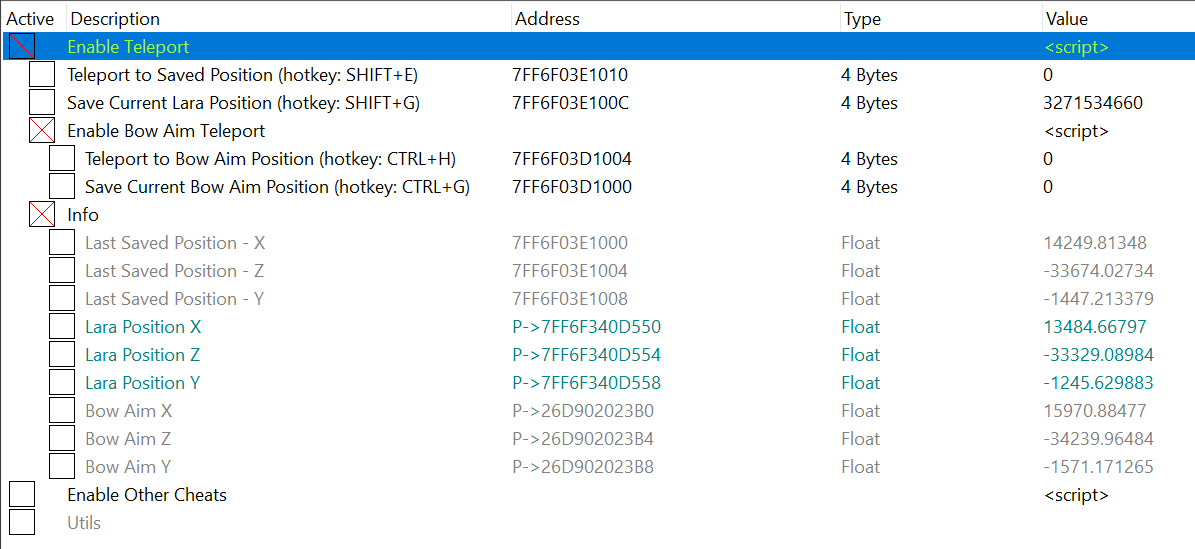 Active Description Address Type Value
Enable Teleport <script>
Teleport to Saved Position (hotkey: SHIFT+E) 7FF6F03E1010 4 Bytes 0
Save Current Lara Position (hotkey: SHIFT+G) 7FF6F03E100C 4 Bytes 3271534660
Enable Bow Aim Teleport <script>
Teleport to Bow Aim Position (hotkey: CTRL+H) 7FF6F03D1004 4 Bytes 0
Save Current Bow Aim Position (hotkey: CTRL+G) 7FF6F03D1000 4 Bytes 0
Info
Last Saved Position - X 7FF6F03E1000 Float 14249.81348
Last Saved Position - Z 7FF6F03E1004 Float -33674.02734
Last Saved Position - Y 7FF6F03E1008 Float -1447.213379
Lara Position X P->7FF6F340D550 Float 13484.66797
Lara Position Z P->7FF6F340D554 Float -33329.08984
Lara Position Y P->7FF6F340D558 Float -1245.629883
Bow Aim X P->26D902023B0 Float 15970.88477
Bow Aim Z P->26D902023B4 Float -34239.96484
Bow Aim Y P->26D902023B8 Float -1571.171265
Enable Other Cheats <script>
Utils